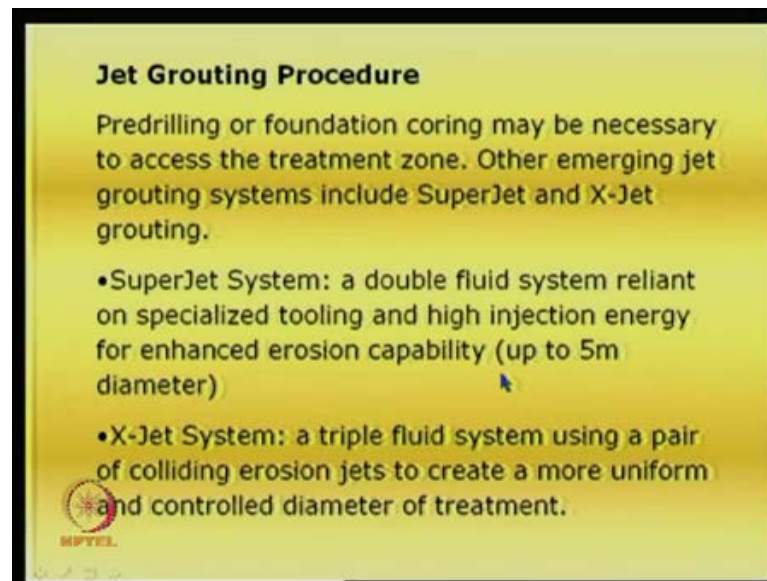 Jet Grouting Procedure
Predrilling or foundation coring may be necessary
to access the treatment zone. Other emerging jet
grouting systems include SuperJet and X-Jet
grouting.
•SuperJet System: a double fluid system reliant
on specialized tooling and high injection energy
for enhanced erosion capability (up to 5m
diameter)
•X-Jet System: a triple fluid system using a pair
of colliding erosion jets to create a more uniform
and controlled diameter of treatment.
NPTEL